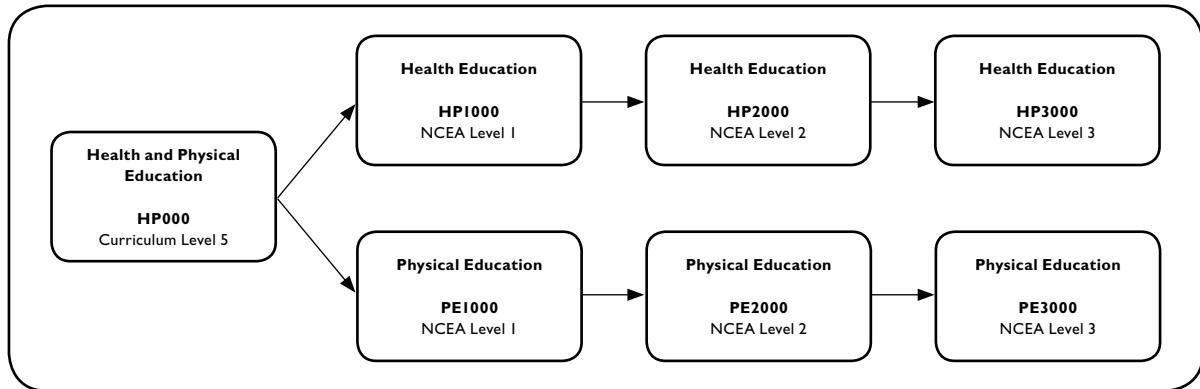 Health Education
HP1000
NCEA Level 1
Health Education
HP2000
NCEA Level 2
Health Education
HP3000
NCEA Level 3
Health and Physical
Education
HP000
Curriculum Level 5
Physical Education
PE1000
NCEA Level 1
Physical Education
PE2000
NCEA Level 2
Physical Education
PE3000
NCEA Level 3